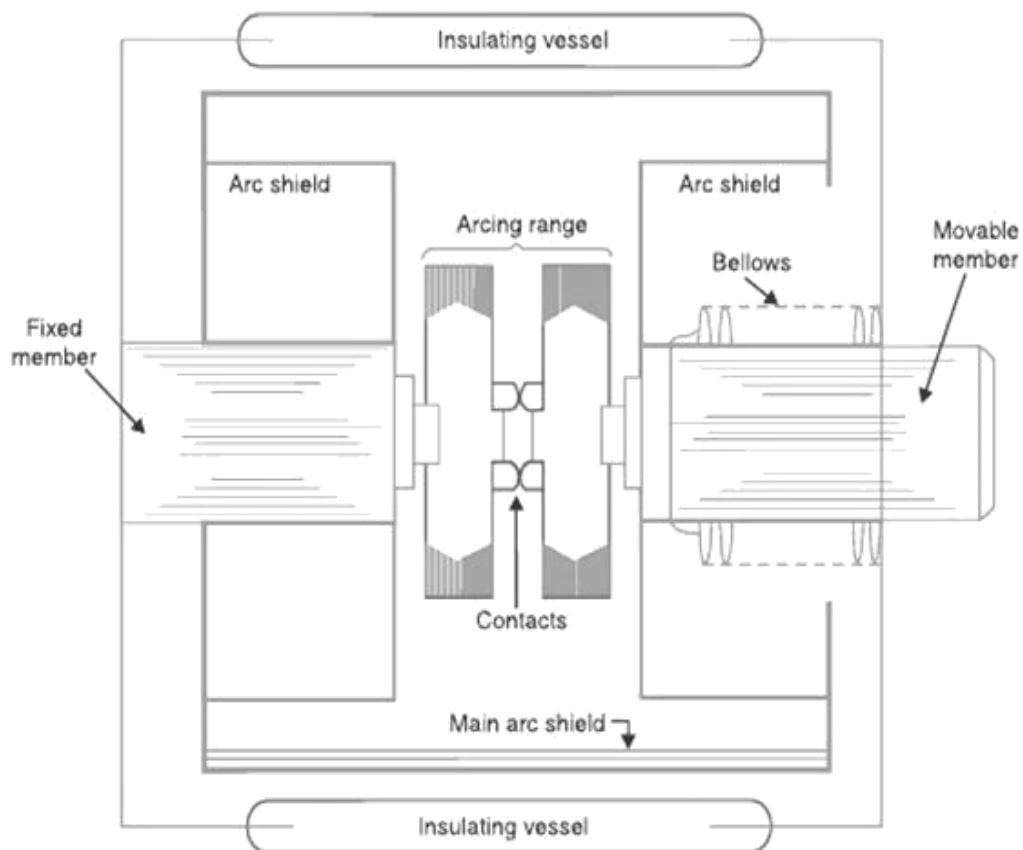 Insulating vessel
Arc shield
Arc shield
Arcing range
Movable
member
Bellows
Fixed
member
Contacts
Main arc shield
Insulating vessel